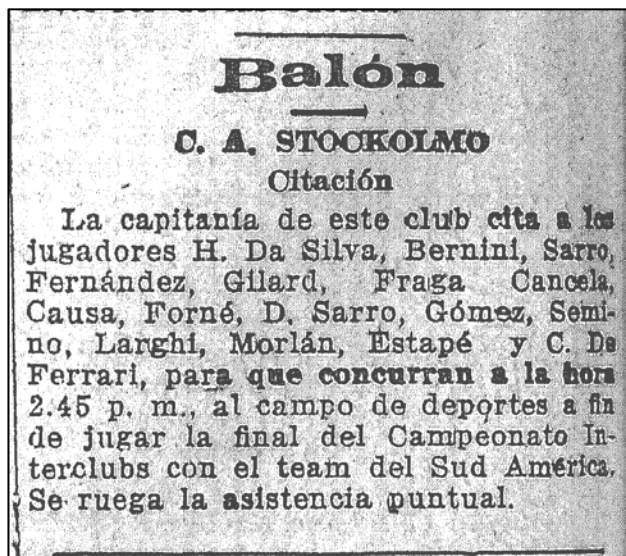 Balón
C. A. STOCKOLMO
Citación
La capitanía de este club cita a los
jugadores H. Da Silva, Bernini, Sarro,
Fernández, Gilard, Fraga Cancela,
Causa, Forné, D. Sarro, Gómez, Semi-
no, Larghi, Morlán, Estapé y C. De
Ferrari, para que concurran a la hora
2.45 p. m., al campo de deportes a fin
de jugar la final del Campeonato In-
terclubs con el team del Sud América.
Se ruega la asistencia puntual.